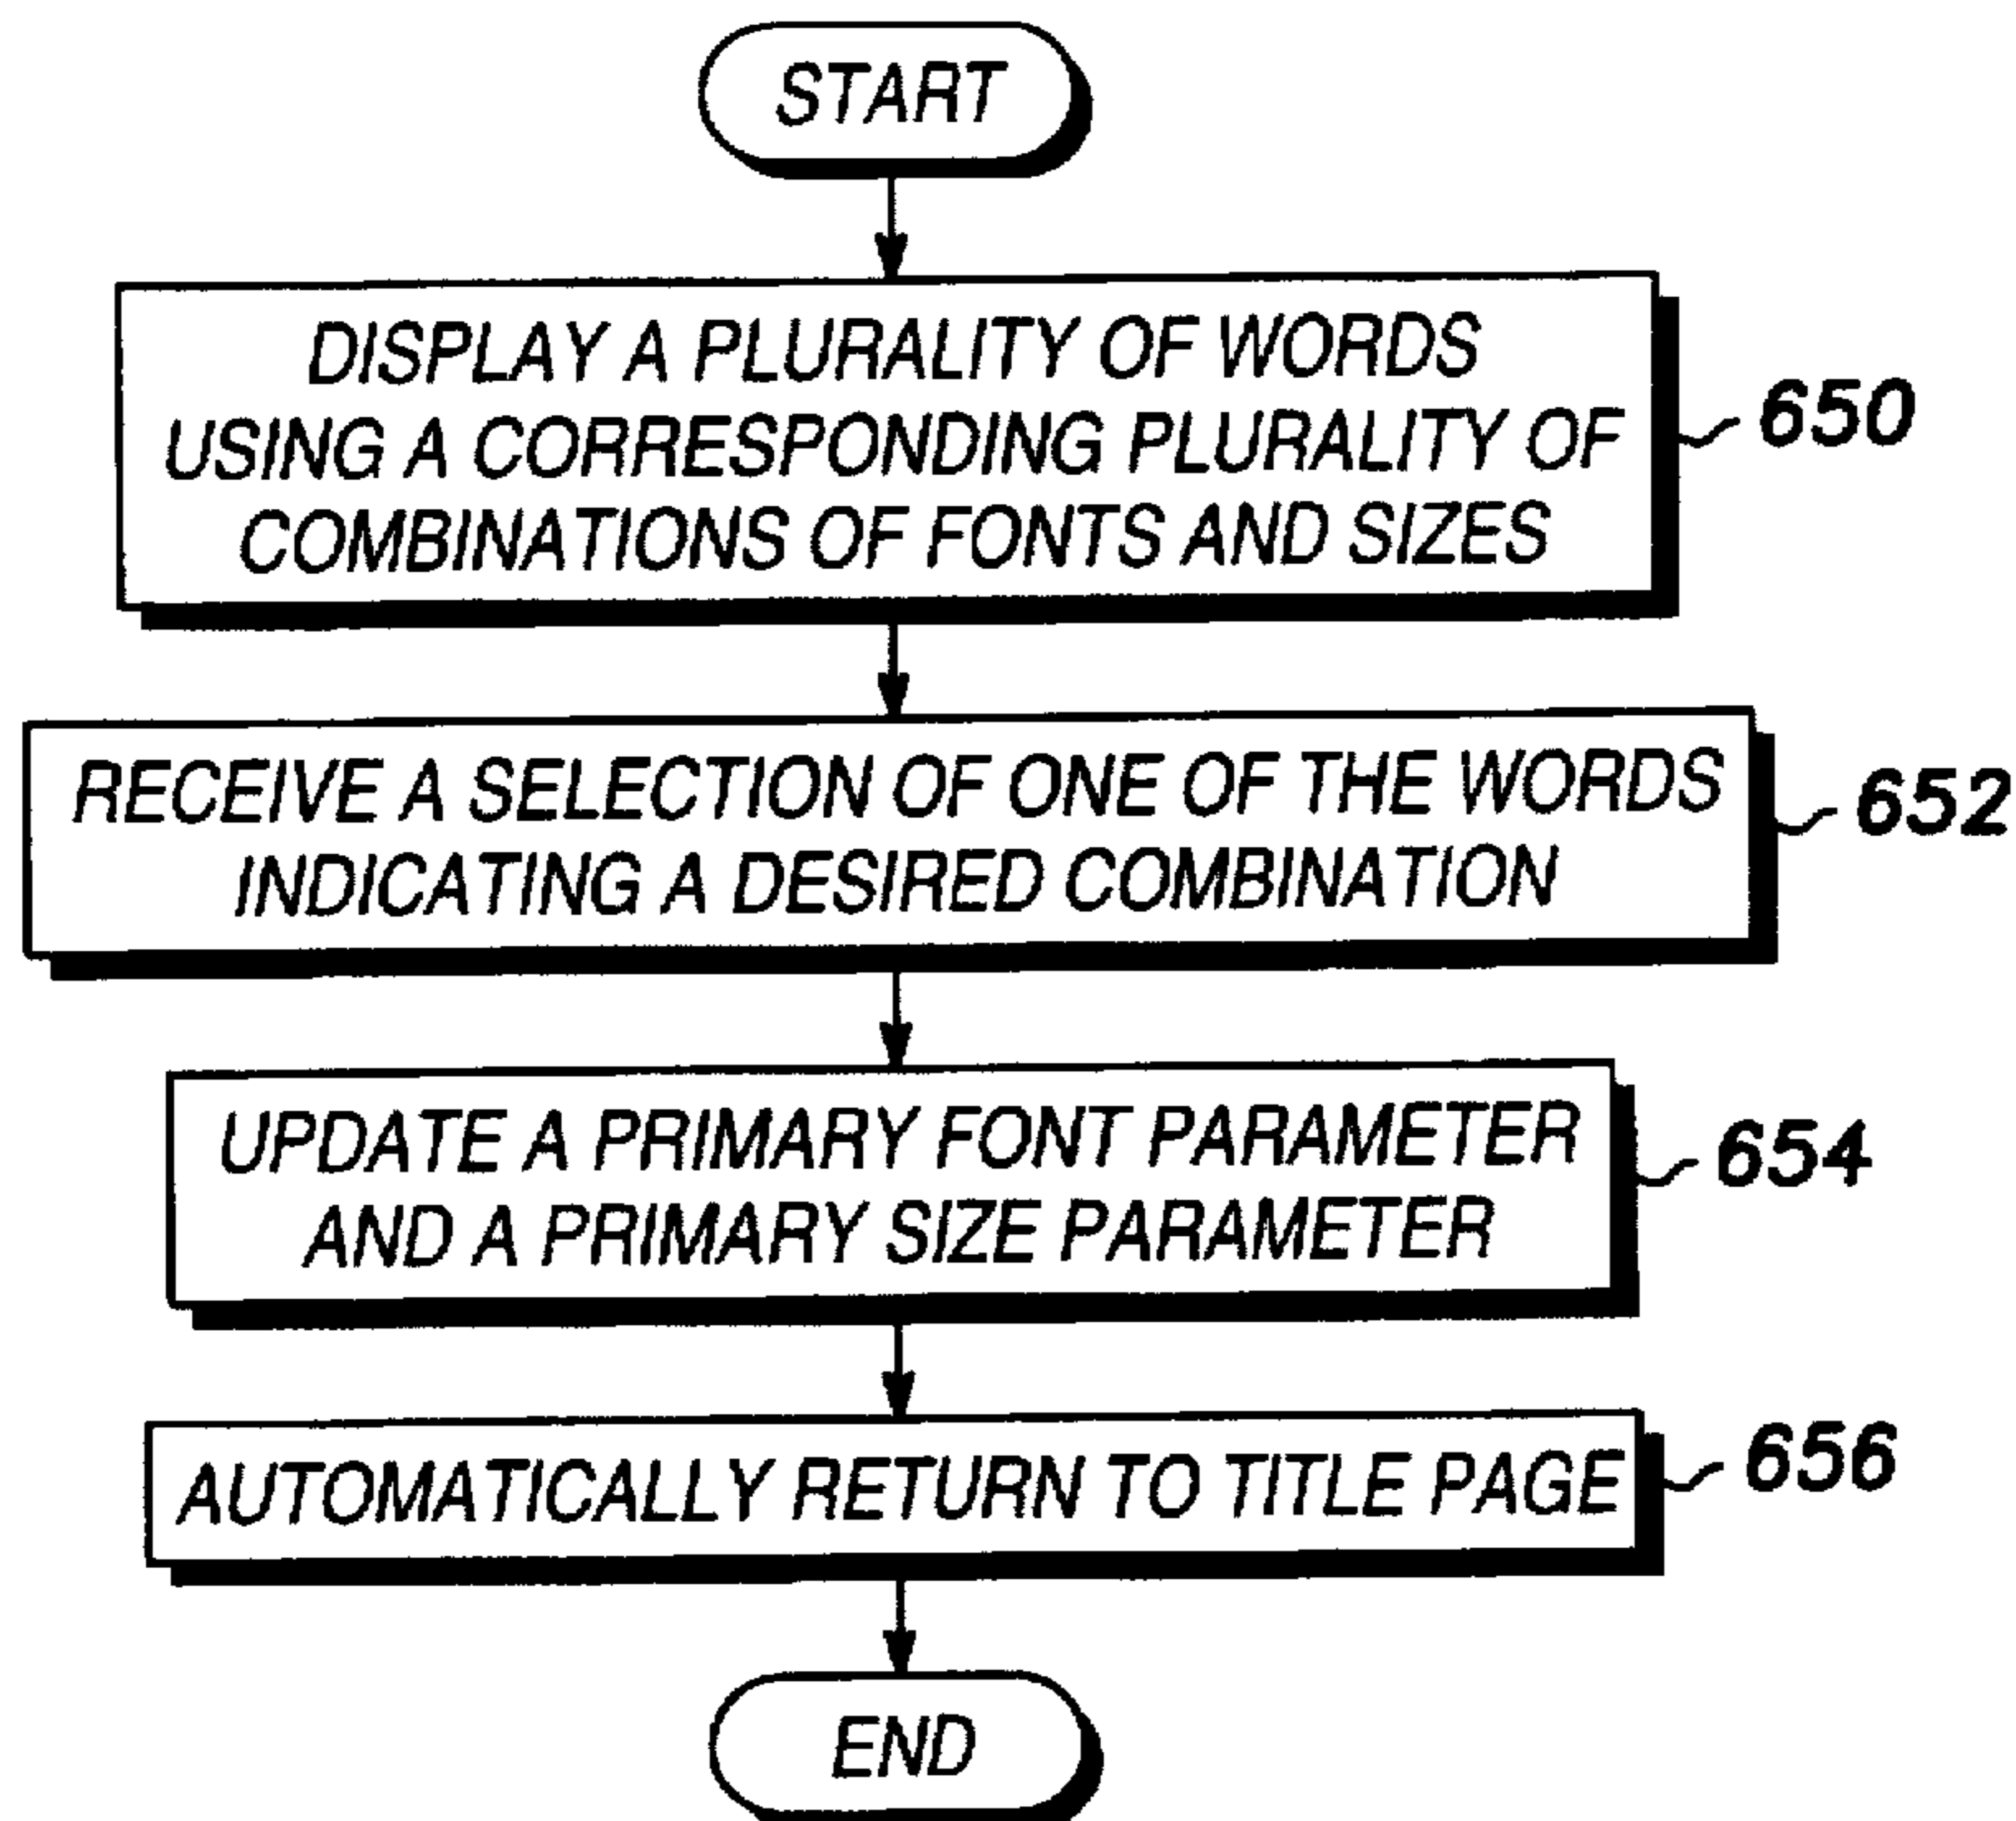 START
DISPLAY A PLURALITY OF WORDS
USING A CORRESPONDING PLURALITY OF
COMBINATIONS OF FONTS AND SIZES
650
RECEIVE A SELECTION OF ONE OF THE WORDS
INDICATING A DESIRED COMBINATION
652
UPDATE A PRIMARY FONT PARAMETER
AND A PRIMARY SIZE PARAMETER
654
AUTOMATICALLY RETURN TO TITLE PAGE
656
END